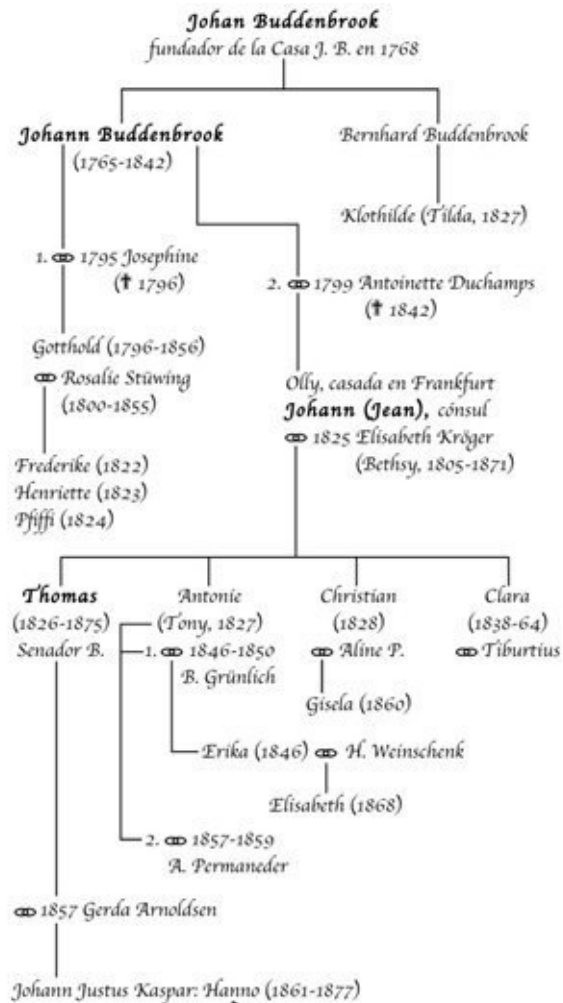 Johan Buddenbrook
fundador de la Casa J. B. en 1768
Johann Buddenbrook
(1765-1842)
Bernhard Buddenbrook
Klothilde (Tilda, 1827)
1. 1795 Josephine
(✝ 1796)
2. 1799 Antoinette Duchamps
(✝ 1842)
Gotthold (1796-1856)
Rosalie Stüwing
(1800-1855)
Frederike (1822)
Henriette (1823)
Pfiffi (1824)
Olly, casada en Frankfurt
Johann (Jean), cónsul
1825 Elisabeth Kröger
(Bethsy, 1805-1871)
Thomas
(1826-1875)
Senador B.
Antonie
(Tony, 1827)
1. 1846-1850
B. Grünlich
Christian
(1828)
Aline P.
Gisela (1860)
Clara
(1838-64)
Tiburtius
Erika (1846) H. Weinschenk
Elisabeth (1868)
2. 1857-1859
A. Permaneder
1857 Gerda Arnoldsen
Johann Justus Kaspar: Hanno (1861-1877)